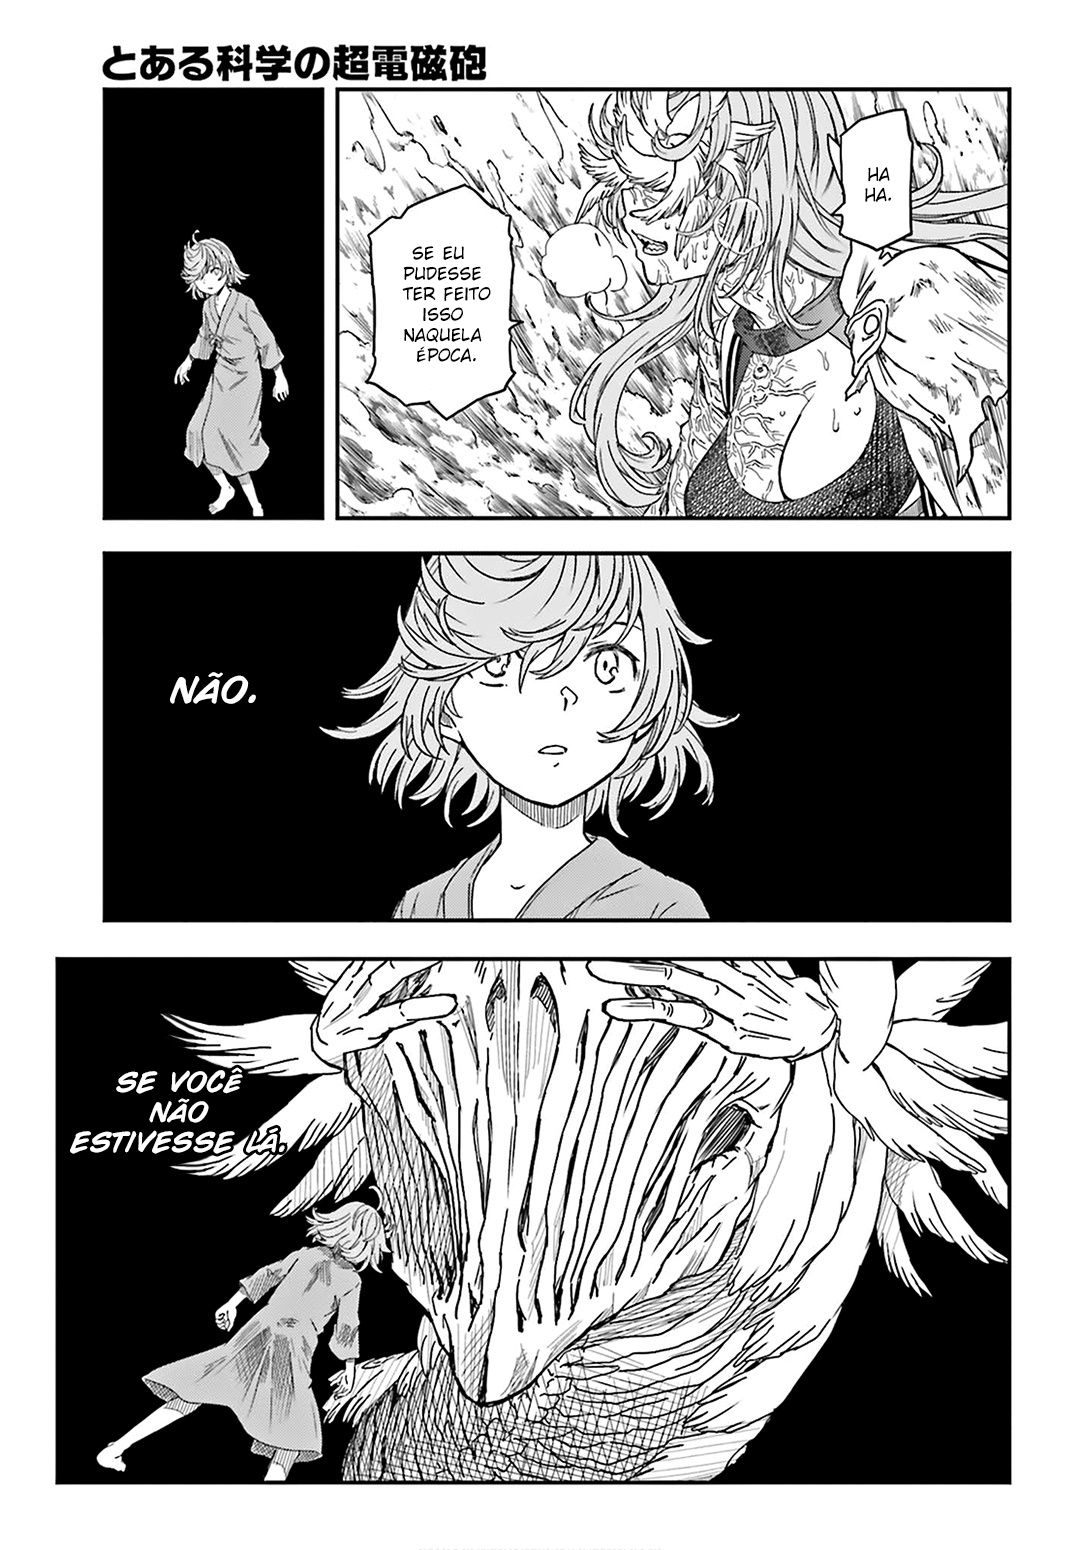 とある科学の超電磁砲
HA
HA.
SE EU
PUDESSE
TER FEITO
ISSO
NAQUELA
ÉPOCA.
NÃO.
SE VOCÊ
NÃO
ESTIVESSE LÁ.